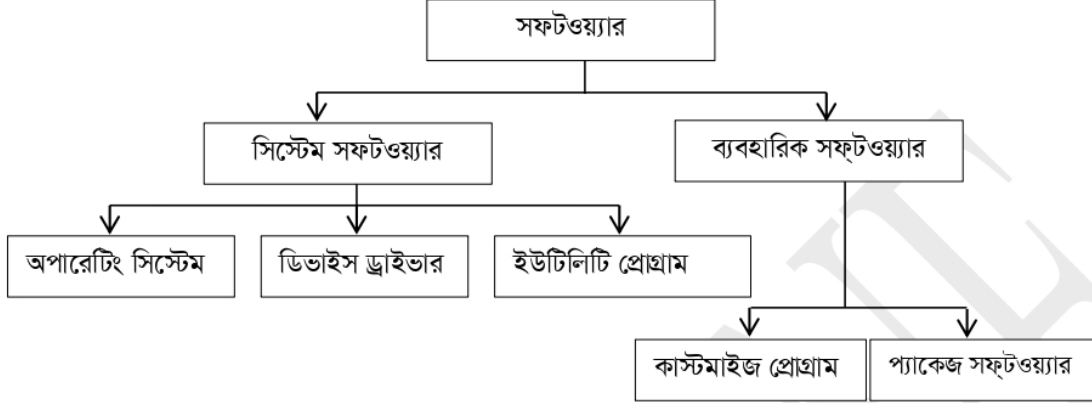 সফটওয়্যার
সিস্টেম সফটওয়্যার
ব্যবহারিক সফ্‌টওয়্যার
অপারেটিং সিস্টেম
ডিভাইস ড্রাইভার
ইউটিলিটি প্রোগ্রাম
কাস্টমাইজ প্রোগ্রাম
প্যাকেজ সফ্‌টওয়্যার